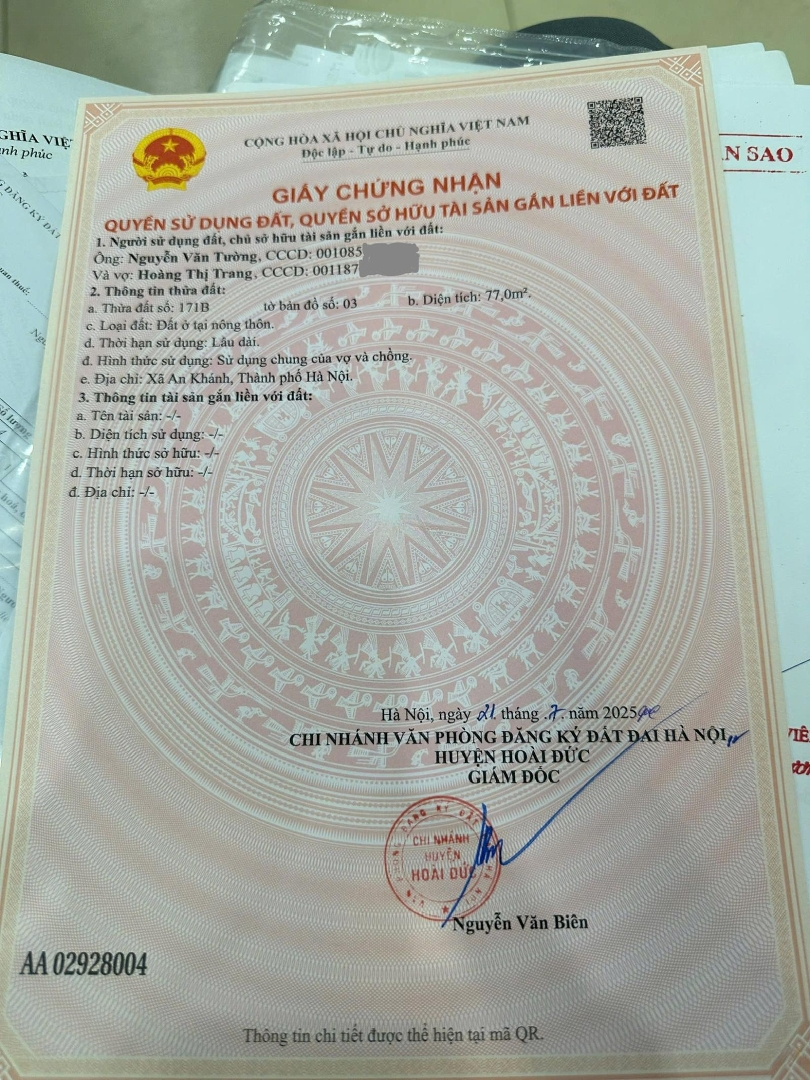 CỘNG HÒA XÃ HỘI CHỦ NGHĨA VIỆT NAM
Độc lập - Tự do - Hạnh phúc
GIẤY CHỨNG NHẬN
QUYỀN SỬ DỤNG ĐẤT, QUYỀN SỞ HỮU TÀI SẢN GẮN LIỀN VỚI ĐẤT
1. Người sử dụng đất, chủ sở hữu tài sản gắn liền với đất:
Ông: Nguyễn Văn Tường, CCCD: 001085
Và vợ: Hoàng Thị Trang, CCCD: 001187
2. Thông tin thửa đất:
a. Thửa đất số: 171B tờ bản đồ số: 03 b. Diện tích: 77,0m².
c. Loại đất: Đất ở tại nông thôn.
d. Thời hạn sử dụng: Lâu dài.
đ. Hình thức sử dụng: Sử dụng chung của vợ và chồng.
e. Địa chỉ: Xã An Khánh, Thành phố Hà Nội.
3. Thông tin tài sản gắn liền với đất:
a. Tên tài sản: -/-
b. Diện tích sử dụng: -/-
c. Hình thức sở hữu: -/-
d. Thời hạn sở hữu: -/-
đ. Địa chỉ: -/-
Hà Nội, ngày 21 tháng .7. năm 2025
CHI NHÁNH VĂN PHÒNG ĐĂNG KÝ ĐẤT ĐAI HÀ NỘI
HUYỆN HOÀI ĐỨC
GIÁM ĐỐC
CHI NHÁNH
HUYỆN
HOÀI ĐỨC
Nguyễn Văn Biên
AA 02928004
Thông tin chi tiết được thể hiện tại mã QR.
N SAO
GHĨA VIỆT
ạnh phúc
G ĐĂNG KÝ ĐẤT